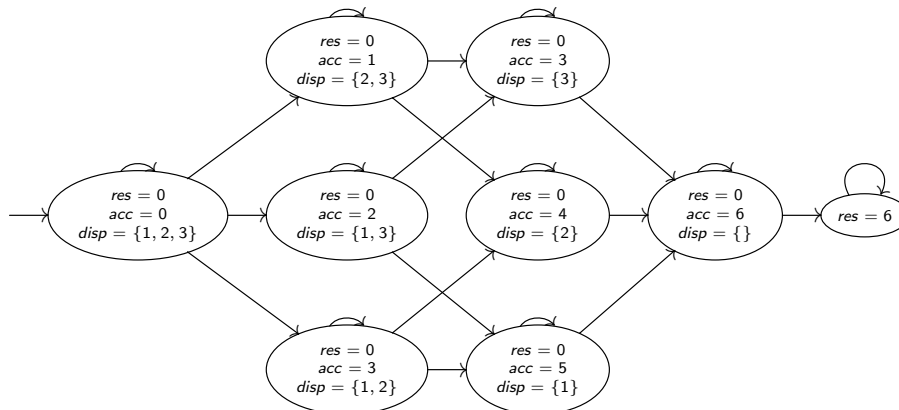 res = 0
acc = 1
disp = {2, 3}
res = 0
acc = 3
disp = {3}
res = 0
acc = 0
disp = {1, 2, 3}
res = 0
acc = 2
disp = {1, 3}
res = 0
acc = 4
disp = {2}
res = 0
acc = 6
disp = {}
res = 6
res = 0
acc = 3
disp = {1, 2}
res = 0
acc = 5
disp = {1}